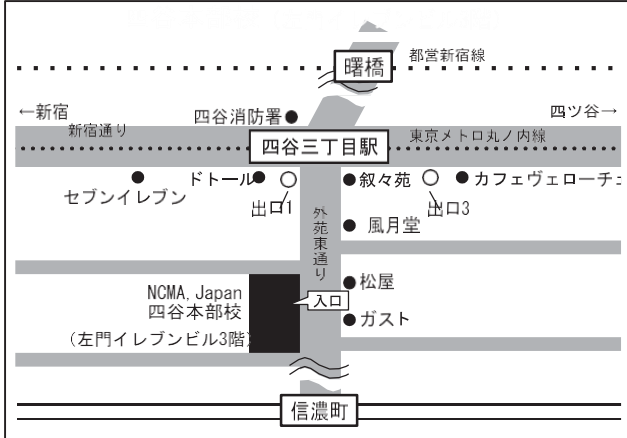 都営新宿線
曙橋
←新宿
四谷消防署
四ツ谷→
新宿通り
四谷三丁目駅
東京メトロ丸ノ内線
セブンイレブン
ドトール
出口1
叙々苑
出口3
カフェヴェローチェ
外苑東通り
風月堂
NCMA, Japan
四谷本部校
(左門イレブンビル3階)
入口
松屋
ガスト
信濃町